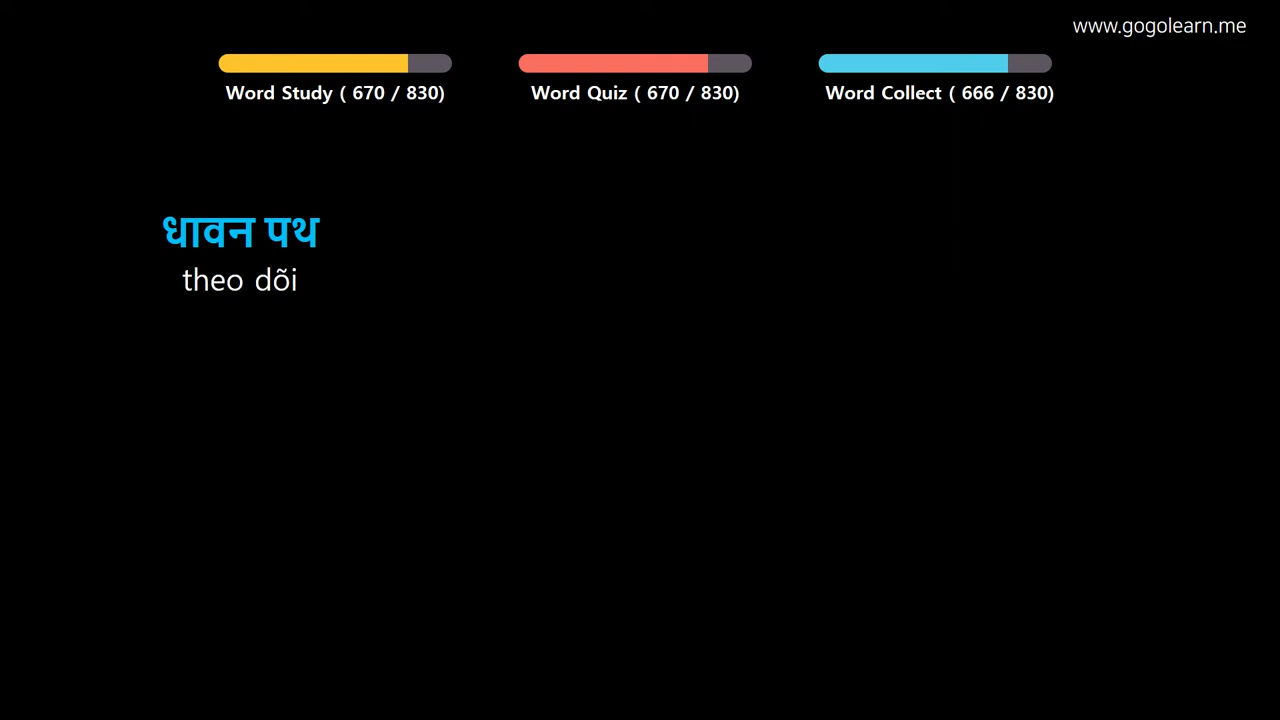 www.gogolearn.me
Word Study ( 670 / 830)
Word Quiz ( 670 / 830)
Word Collect ( 666 / 830)
धावन पथ
theo dõi